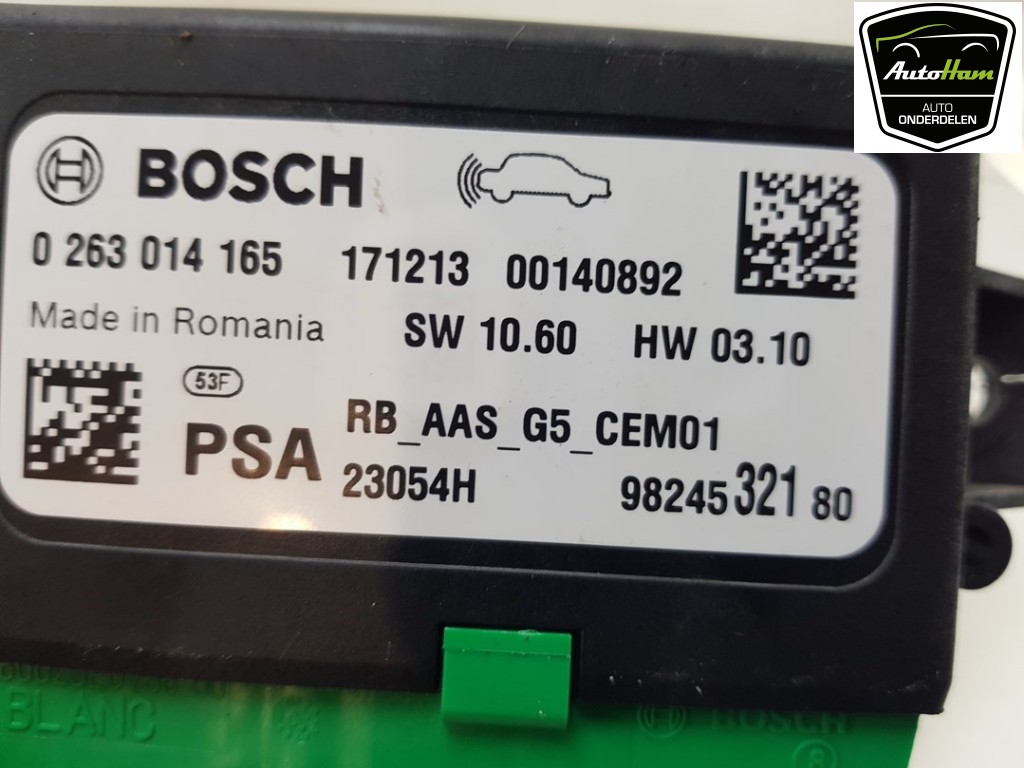 AutoHam
AUTO
ONDERDELEN
BOSCH
0 263 014 165 171213 00140892
Made in Romania SW 10.60 HW 03.10
53F
PSA RB_AAS_G5_CEM01
23054H 98245 321 80
BLANC BOSCH
8